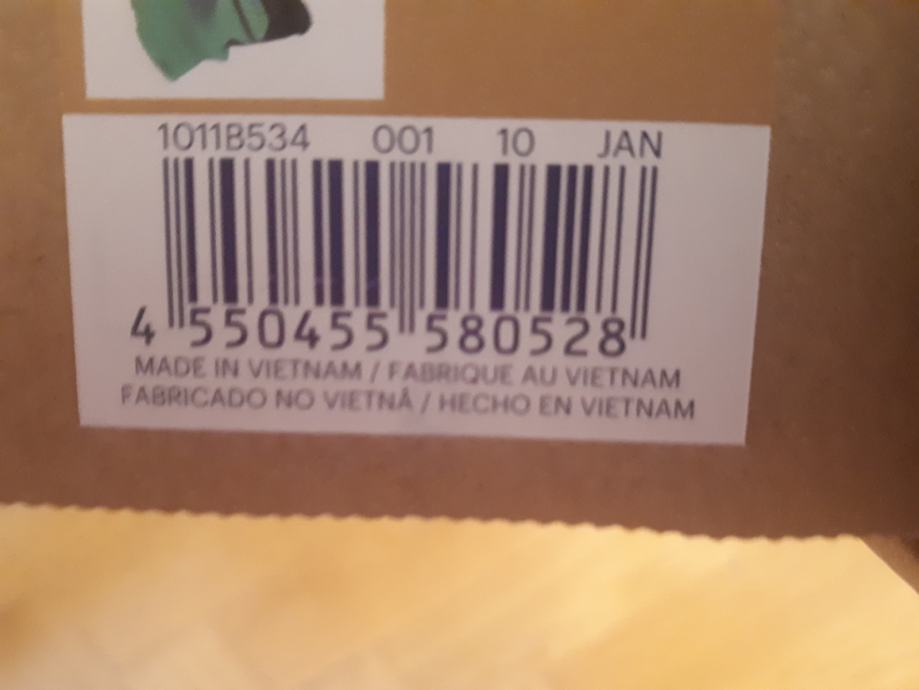 1011B534 001 10 JAN
4 550455 580528
MADE IN VIETNAM / FABRIQUE AU VIETNAM
FABRICADO NO VIETNÃ / HECHO EN VIETNAM